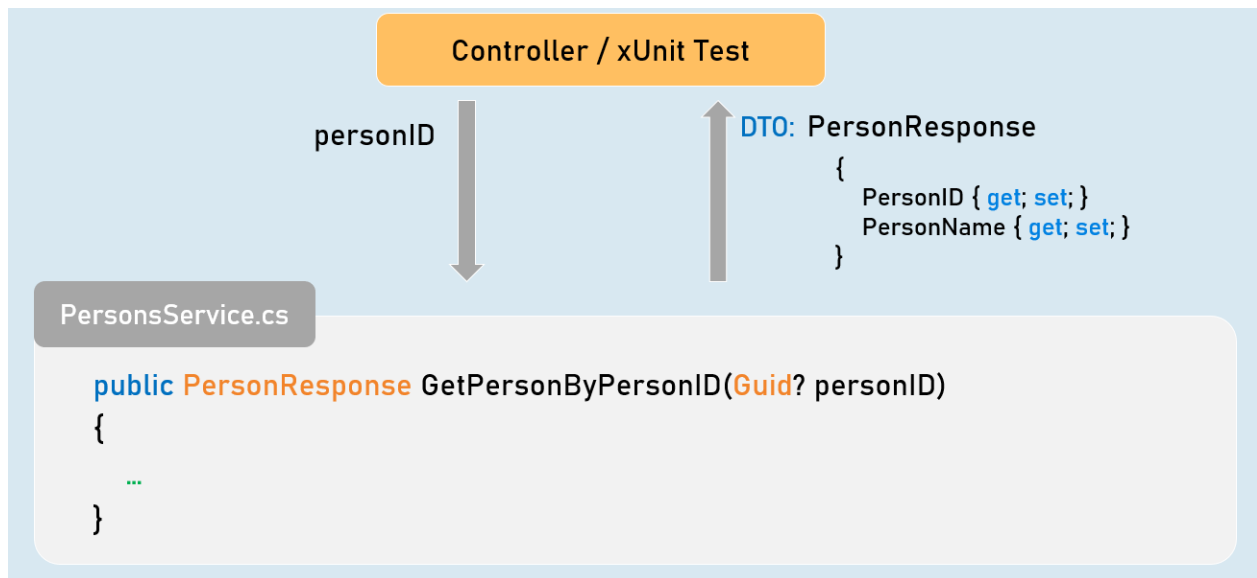 Controller / xUnit Test
personID
DTO: PersonResponse
{
PersonID { get; set; }
PersonName { get; set; }
}
PersonsService.cs
public PersonResponse GetPersonByPersonID(Guid? personID)
{
...
}